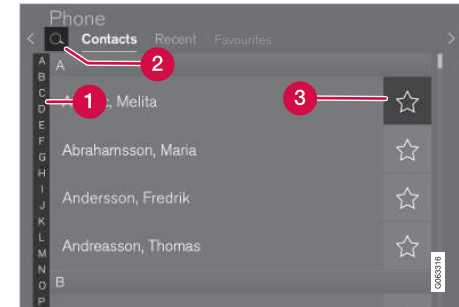 Phone
Contacts Recent Favourites
2
A
A
B
C
D
E
F
G
H
I
J
K
L
M
N
O
P
1
, Melita
3
Abrahamsson, Maria
Andersson, Fredrik
Andreasson, Thomas
B
G063316